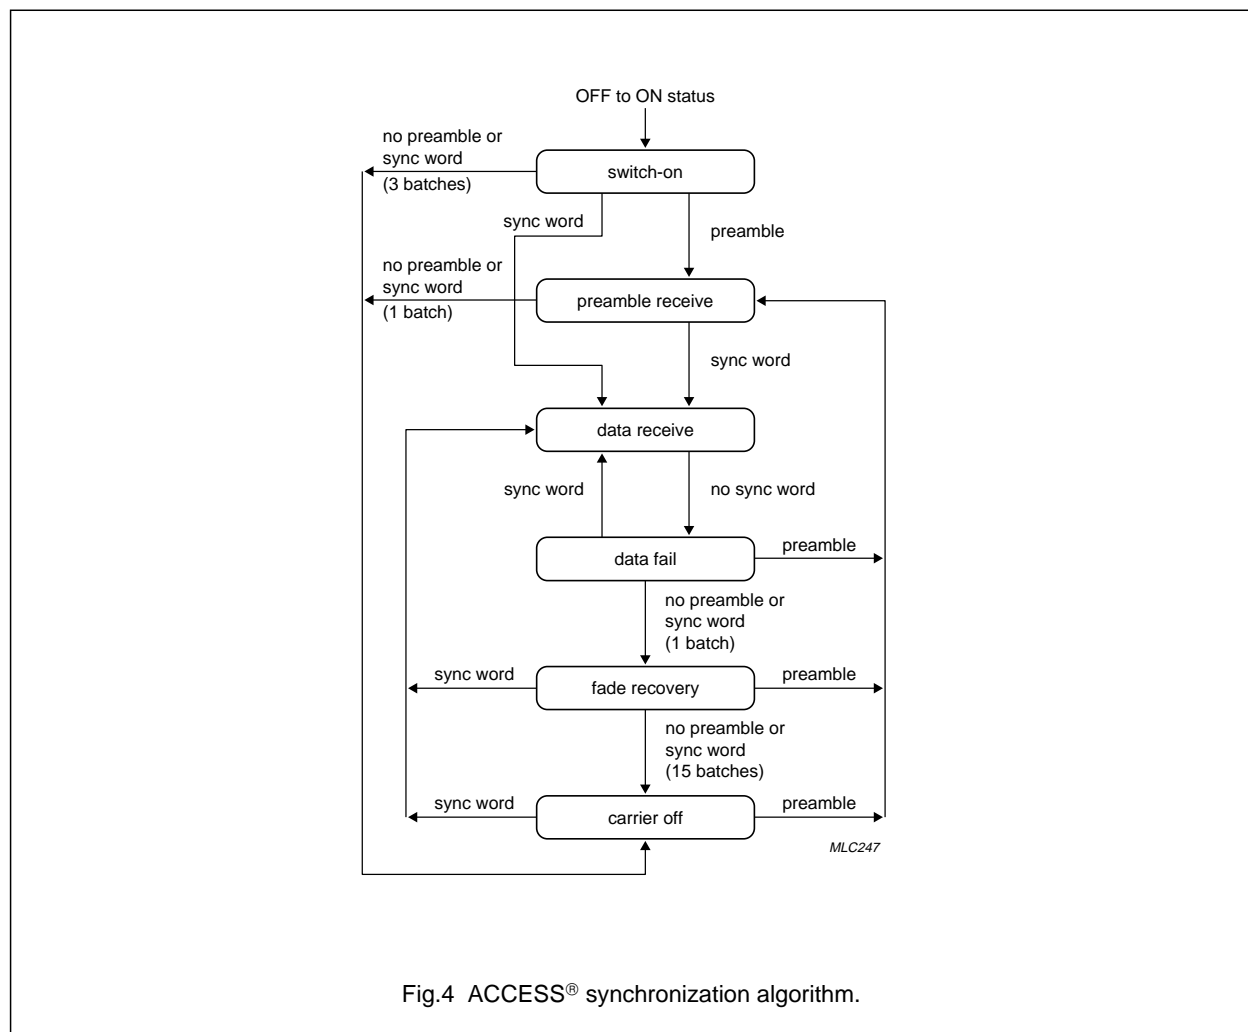 OFF to ON status
no preamble or
sync word
(3 batches)
switch-on
sync word
preamble
no preamble or
sync word
(1 batch)
preamble receive
sync word
data receive
sync word
no sync word
data fail
preamble
no preamble or
sync word
(1 batch)
sync word
fade recovery
preamble
no preamble or
sync word
(15 batches)
sync word
carrier off
preamble
MLC247
Fig.4 ACCESS® synchronization algorithm.